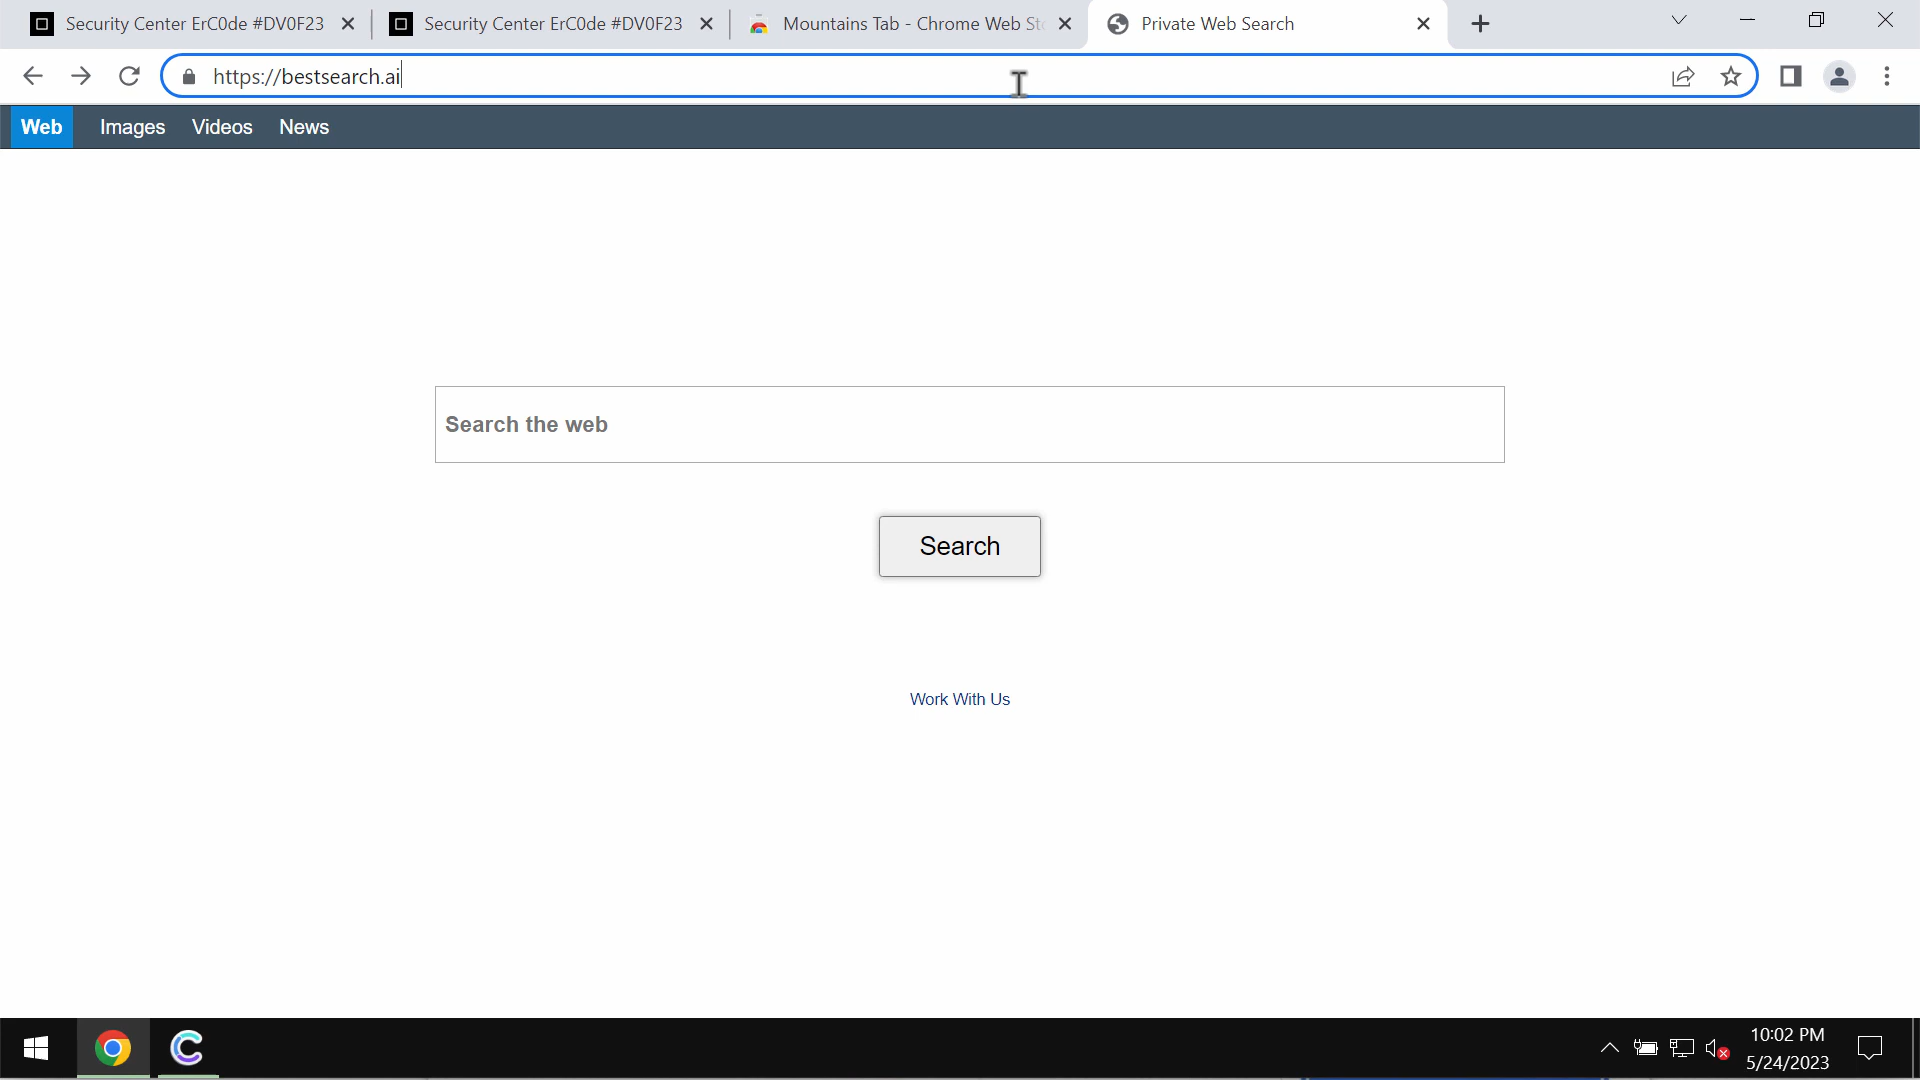 Security Center ErC0de #DV0F23
Security Center ErC0de #DV0F23
Mountains Tab - Chrome Web Sto
Private Web Search
https://bestsearch.ai
Web Images Videos News
Search the web
Search
Work With Us
10:02 PM
5/24/2023